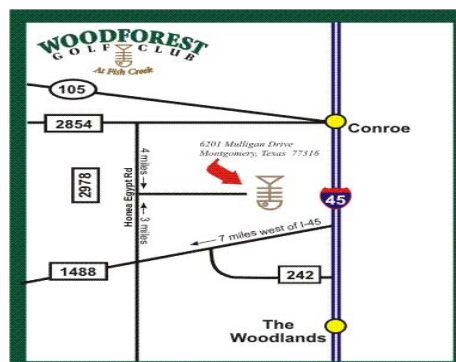 WOODFOREST
GOLF CLUB
At Fish Creek
105
2854
Conroe
6201 Mulligan Drive
Montgomery, Texas 77316
4 miles
2978
Honea Egypt Rd
3 miles
45
7 miles west of I-45
1488
242
The
Woodlands